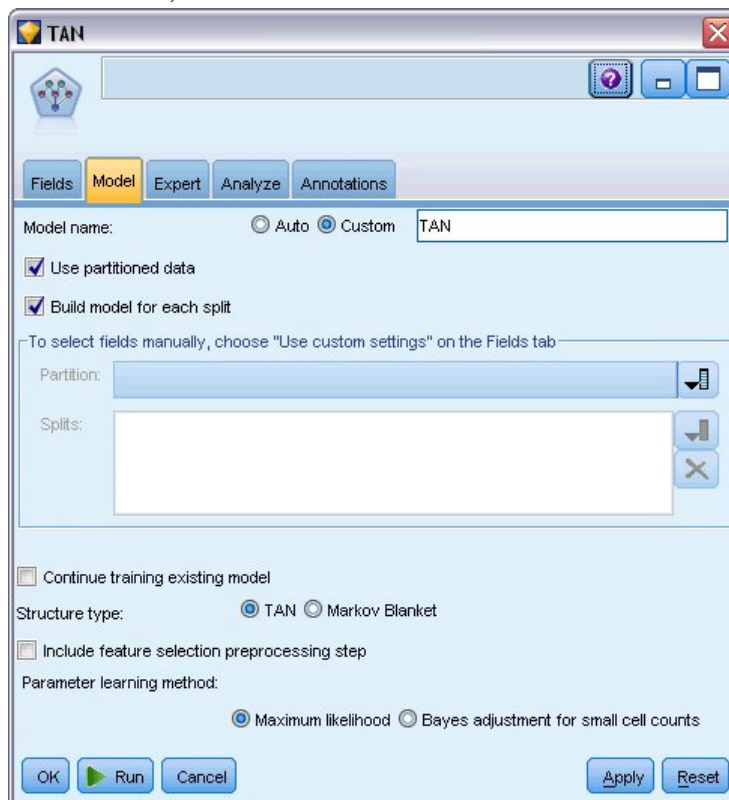 TAN
Fields Model Expert Analyze Annotations
Model name: Auto Custom TAN
Use partitioned data
Build model for each split
To select fields manually, choose "Use custom settings" on the Fields tab
Partition:
Splits:
Continue training existing model
Structure type: TAN Markov Blanket
Include feature selection preprocessing step
Parameter learning method:
Maximum likelihood Bayes adjustment for small cell counts
OK Run Cancel Apply Reset